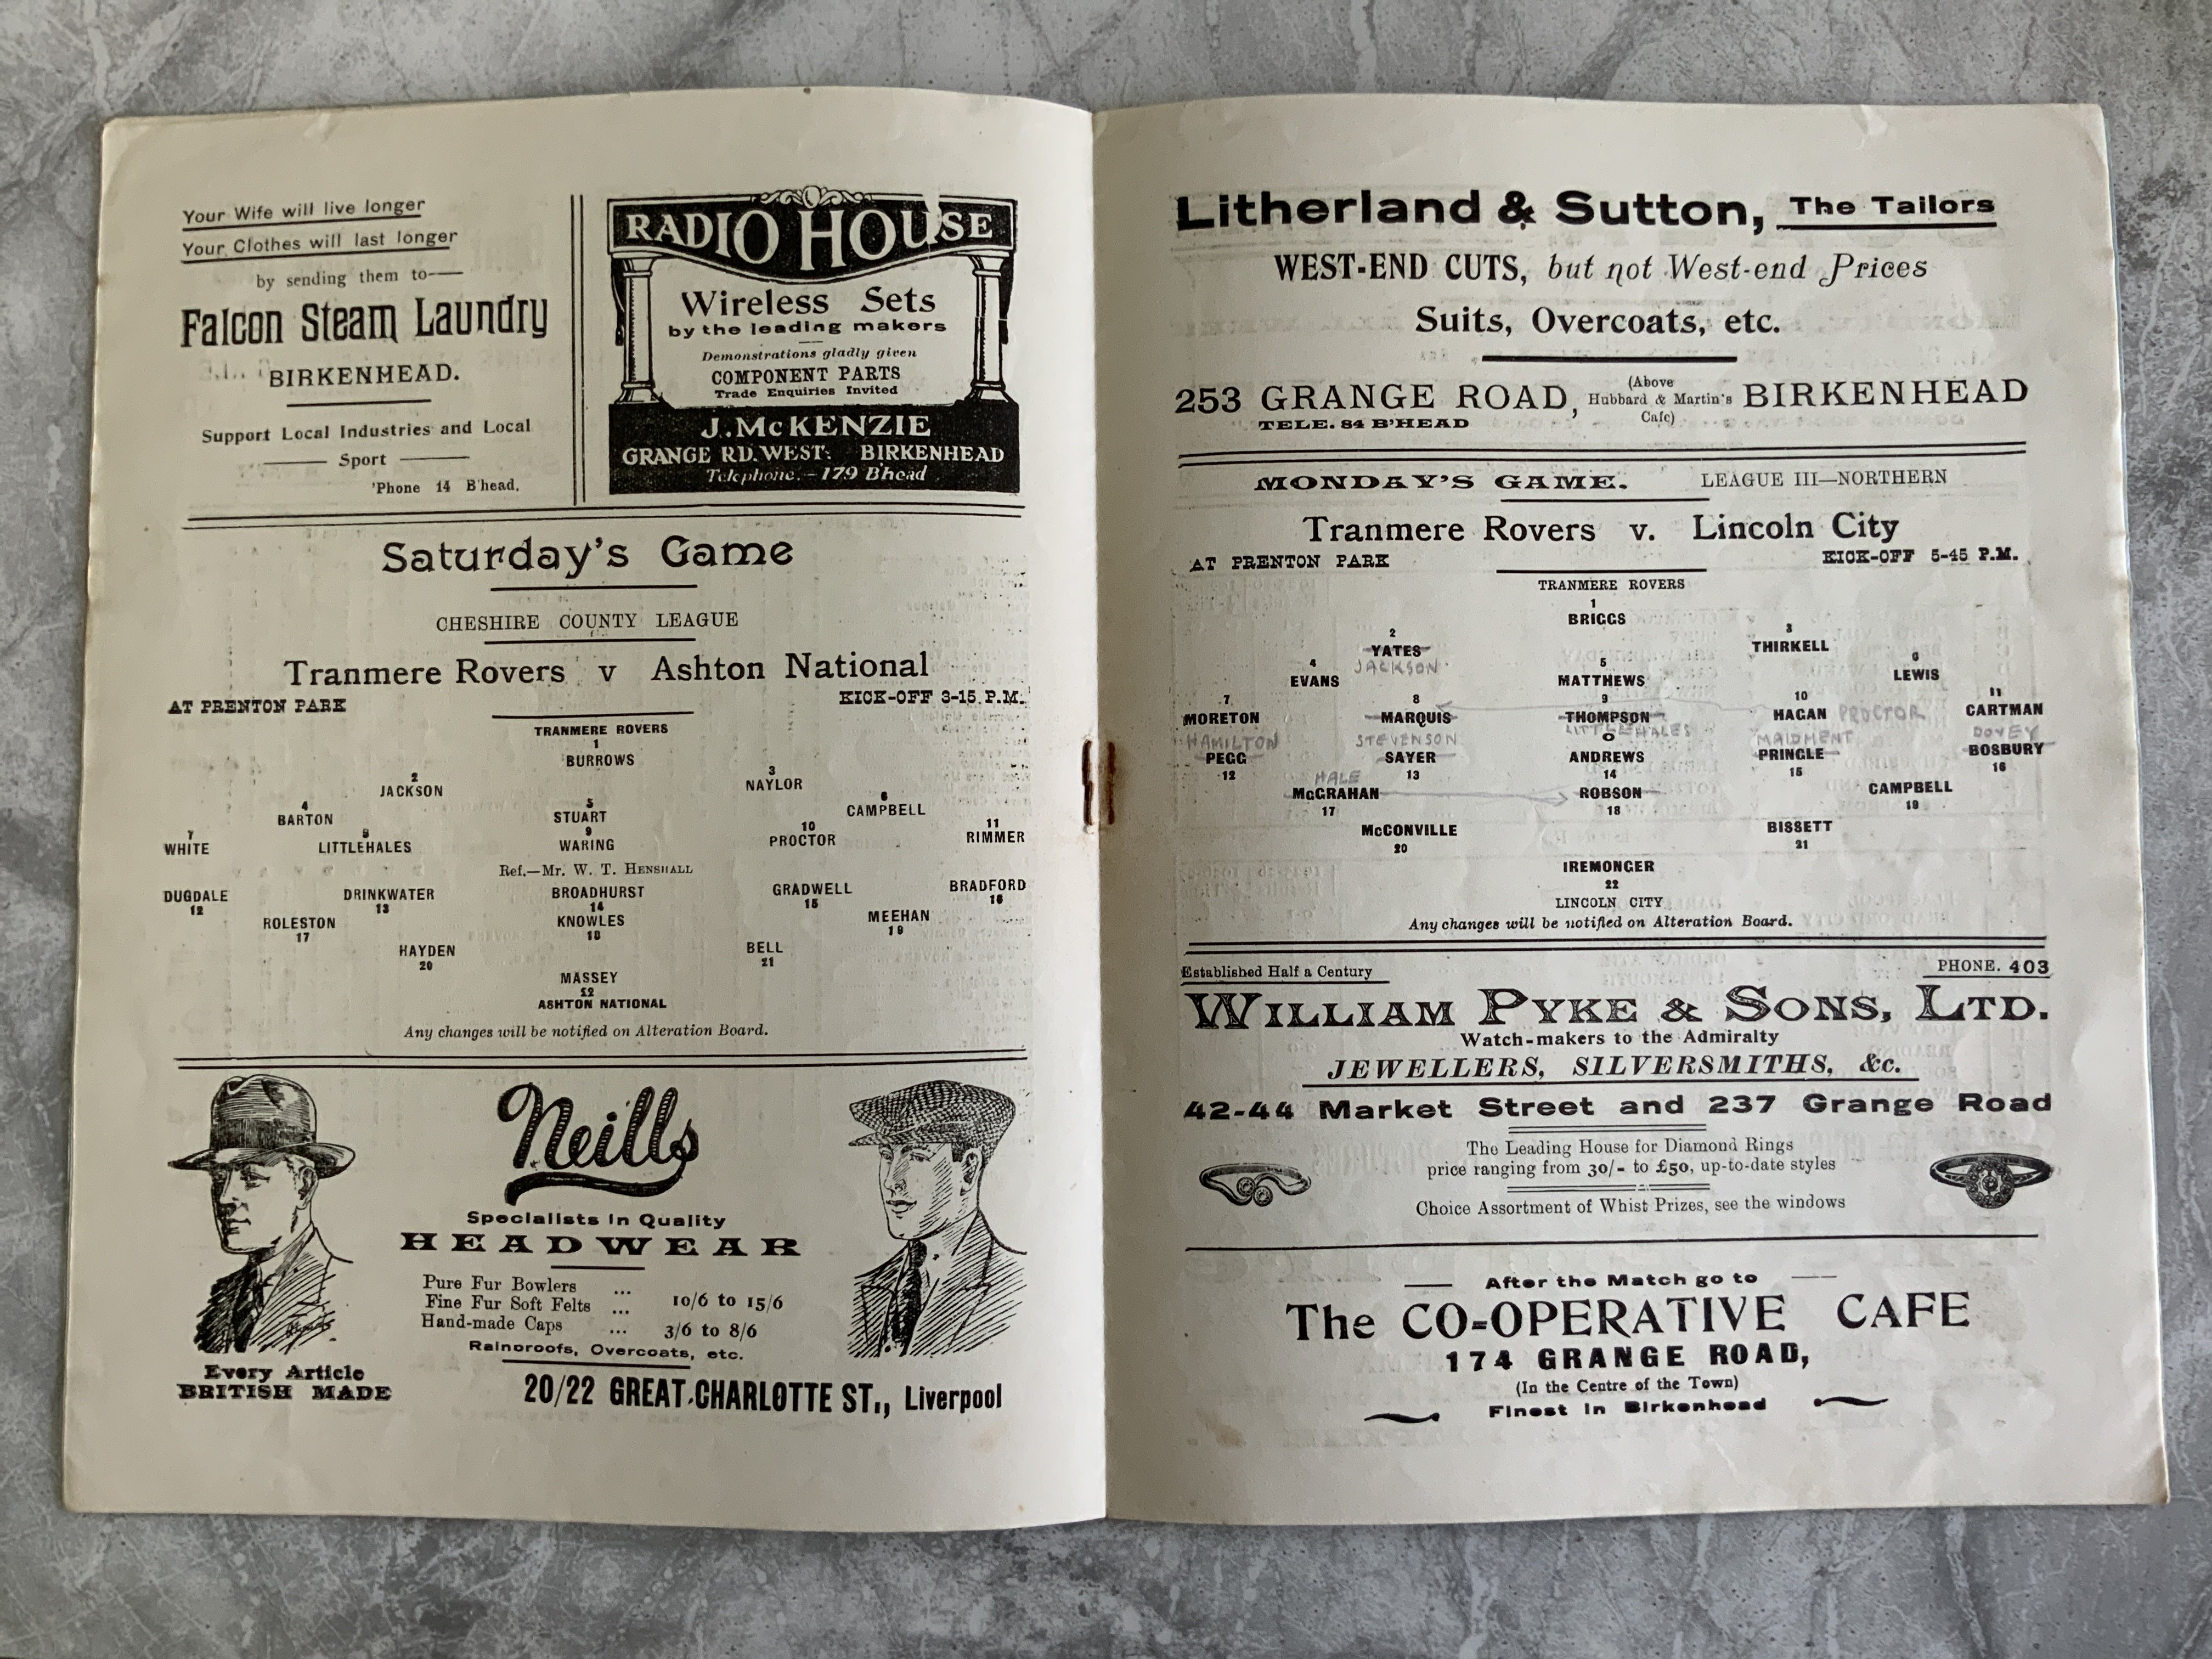 Your Wife will live longer
Your Clothes will last longer
by sending them to—
Falcon Steam Laundry
BIRKENHEAD.
Support Local Industries and Local
Sport
'Phone 14 B'head.
RADIO HOUSE
Wireless Sets
by the leading makers
Demonstrations gladly given
COMPONENT PARTS
Trade Enquiries Invited
J. McKENZIE
GRANGE RD. WEST. BIRKENHEAD
Telephone.- 179 Bhead
Saturday's Game
CHESHIRE COUNTY LEAGUE
Tranmere Rovers v Ashton National
AT PRENTON PARK KICK-OFF 3-15 P.M.
TRANMERE ROVERS
1
BURROWS
2 3
JACKSON NAYLOR
4 5 6
BARTON STUART CAMPBELL
7 8 9 10 11
WHITE LITTLEHALES WARING PROCTOR RIMMER
Ref.—Mr. W. T. HENSHALL
DUGDALE DRINKWATER BROADHURST GRADWELL BRADFORD
12 13 14 15 16
ROLESTON KNOWLES MEEHAN
17 18 19
HAYDEN BELL
20 21
MASSEY
22
ASHTON NATIONAL
Any changes will be notified on Alteration Board.
Neills
Specialists in Quality
HEADWEAR
Pure Fur Bowlers ...
Fine Fur Soft Felts ... 10/6 to 15/6
Hand-made Caps ... 3/6 to 8/6
Rainoroofs, Overcoats, etc.
Every Article
BRITISH MADE
20/22 GREAT CHARLOTTE ST., Liverpool
Litherland & Sutton, The Tailors
WEST-END CUTS, but not West-end Prices
Suits, Overcoats, etc.
253 GRANGE ROAD, (Above Hubbard & Martin's Cafe) BIRKENHEAD
TELE. 84 B'HEAD
MONDAY'S GAME. LEAGUE III—NORTHERN
Tranmere Rovers v. Lincoln City
AT PRENTON PARK KICK-OFF 5-45 P.M.
TRANMERE ROVERS
1
BRIGGS
2 3
YATES THIRKELL
JACKSON
4 5 6
EVANS MATTHEWS LEWIS
7 8 9 10 11
MORETON MARQUIS THOMPSON HAGAN PROCTOR CARTMAN
LITTLEHALES
O
HAMILTON STEVENSON MAIDMENT DOVEY
PEGG SAYER ANDREWS PRINGLE BOSBURY
12 13 14 15 16
HALE
McGRAHAN ROBSON CAMPBELL
17 18 19
McCONVILLE BISSETT
20 21
IREMONGER
22
LINCOLN CITY
Any changes will be notified on Alteration Board.
Established Half a Century PHONE. 403
WILLIAM PYKE & SONS, LTD.
Watch-makers to the Admiralty
JEWELLERS, SILVERSMITHS, &c.
42-44 Market Street and 237 Grange Road
The Leading House for Diamond Rings
price ranging from 30/- to £50, up-to-date styles
Choice Assortment of Whist Prizes, see the windows
After the Match go to
The CO-OPERATIVE CAFE
174 GRANGE ROAD,
(In the Centre of the Town)
Finest in Birkenhead